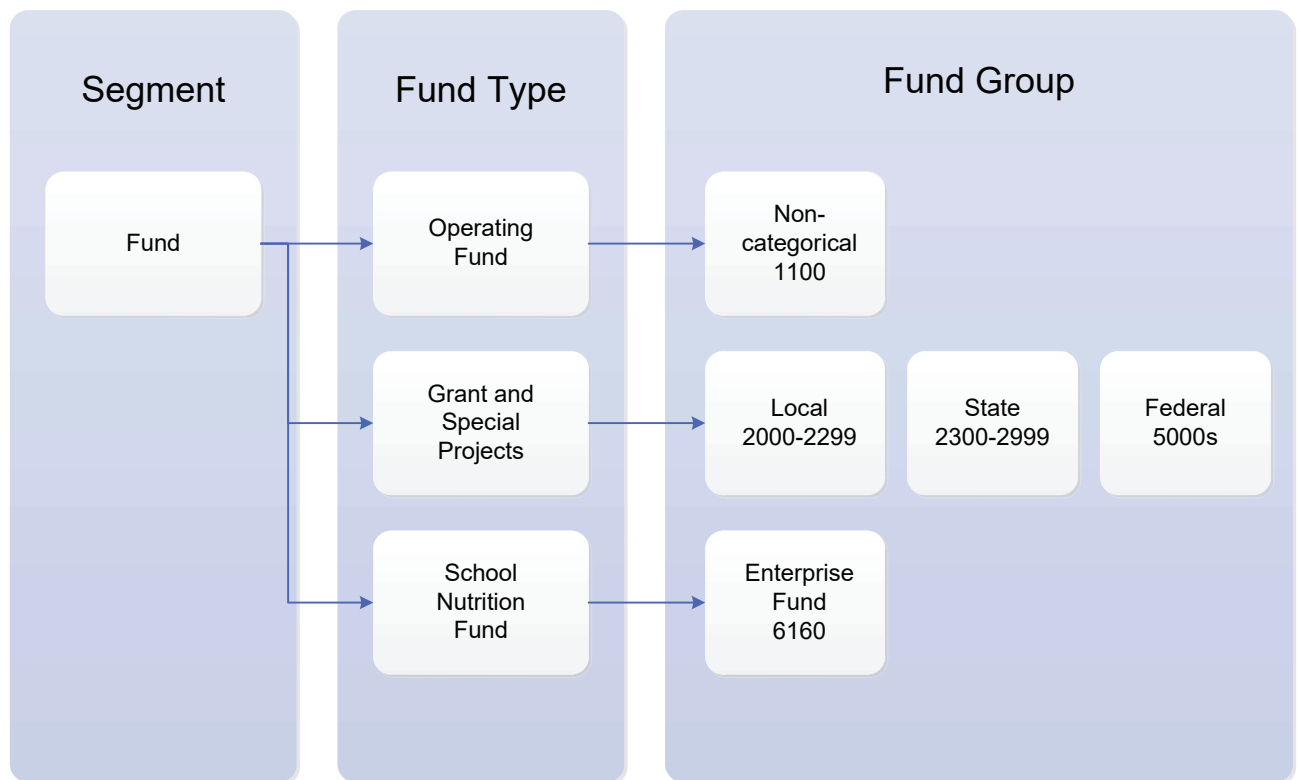 Segment
Fund Type
Fund Group
Fund
Operating
Fund
Non-
categorical
1100
Grant and
Special
Projects
Local
2000-2299
State
2300-2999
Federal
5000s
School
Nutrition
Fund
Enterprise
Fund
6160